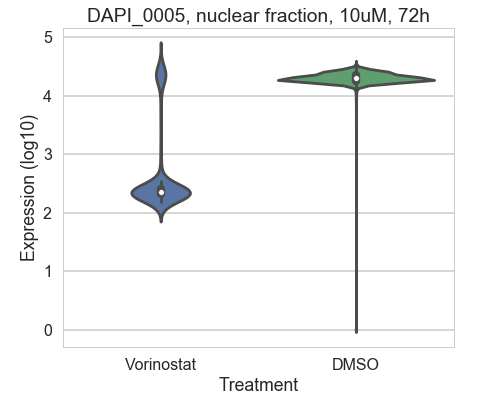 DAPI_0005, nuclear fraction, 10uM, 72h
5
4
3
2
1
0
Expression (log10)
Vorinostat
DMSO
Treatment